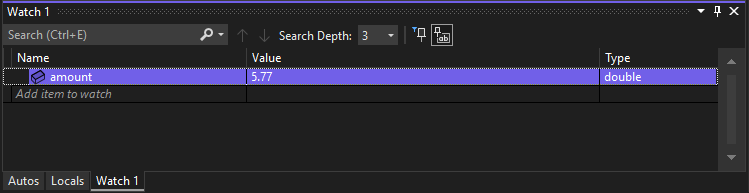 Watch 1
Search (Ctrl+E) Search Depth: 3
Name Value Type
amount 5.77 double
Add item to watch
Autos Locals Watch 1